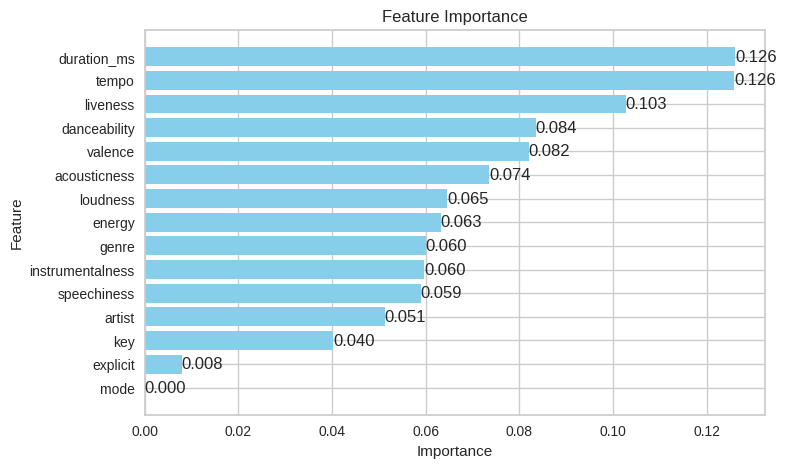 Feature Importance
duration_ms 0.126
tempo 0.126
liveness 0.103
danceability 0.084
valence 0.082
acousticness 0.074
loudness 0.065
energy 0.063
genre 0.060
instrumentalness 0.060
speechiness 0.059
artist 0.051
key 0.040
explicit 0.008
mode 0.000
Feature
0.00 0.02 0.04 0.06 0.08 0.10 0.12
Importance